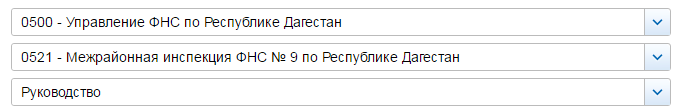 0500 - Управление ФНС по Республике Дагестан
0521 - Межрайонная инспекция ФНС № 9 по Республике Дагестан
Руководство